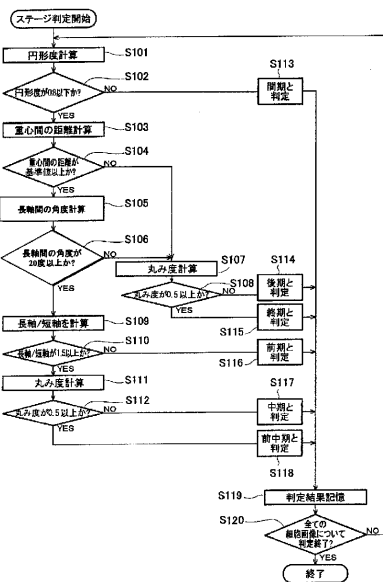 ステージ判定開始
円形度計算
S101
S102
円形度が0.8以下か?
NO
YES
S113
間期と
判定
重心間の距離計算
S103
S104
重心間の距離が
基準値以上か?
NO
YES
長軸間の角度計算
S105
S106
長軸間の角度が
20度以上か?
NO
YES
S107
丸み度計算
S108
丸み度が0.5以上か?
NO
YES
S114
後期と
判定
S115
終期と
判定
長軸/短軸を計算
S109
S110
長軸/短軸が1.5以上か?
NO
YES
S116
前期と
判定
丸み度計算
S111
S112
丸み度が0.5以上か?
NO
YES
S117
中期と
判定
前中期と
判定
S118
S119
判定結果記憶
S120
全ての
細胞画像について
判定終了?
NO
YES
終了